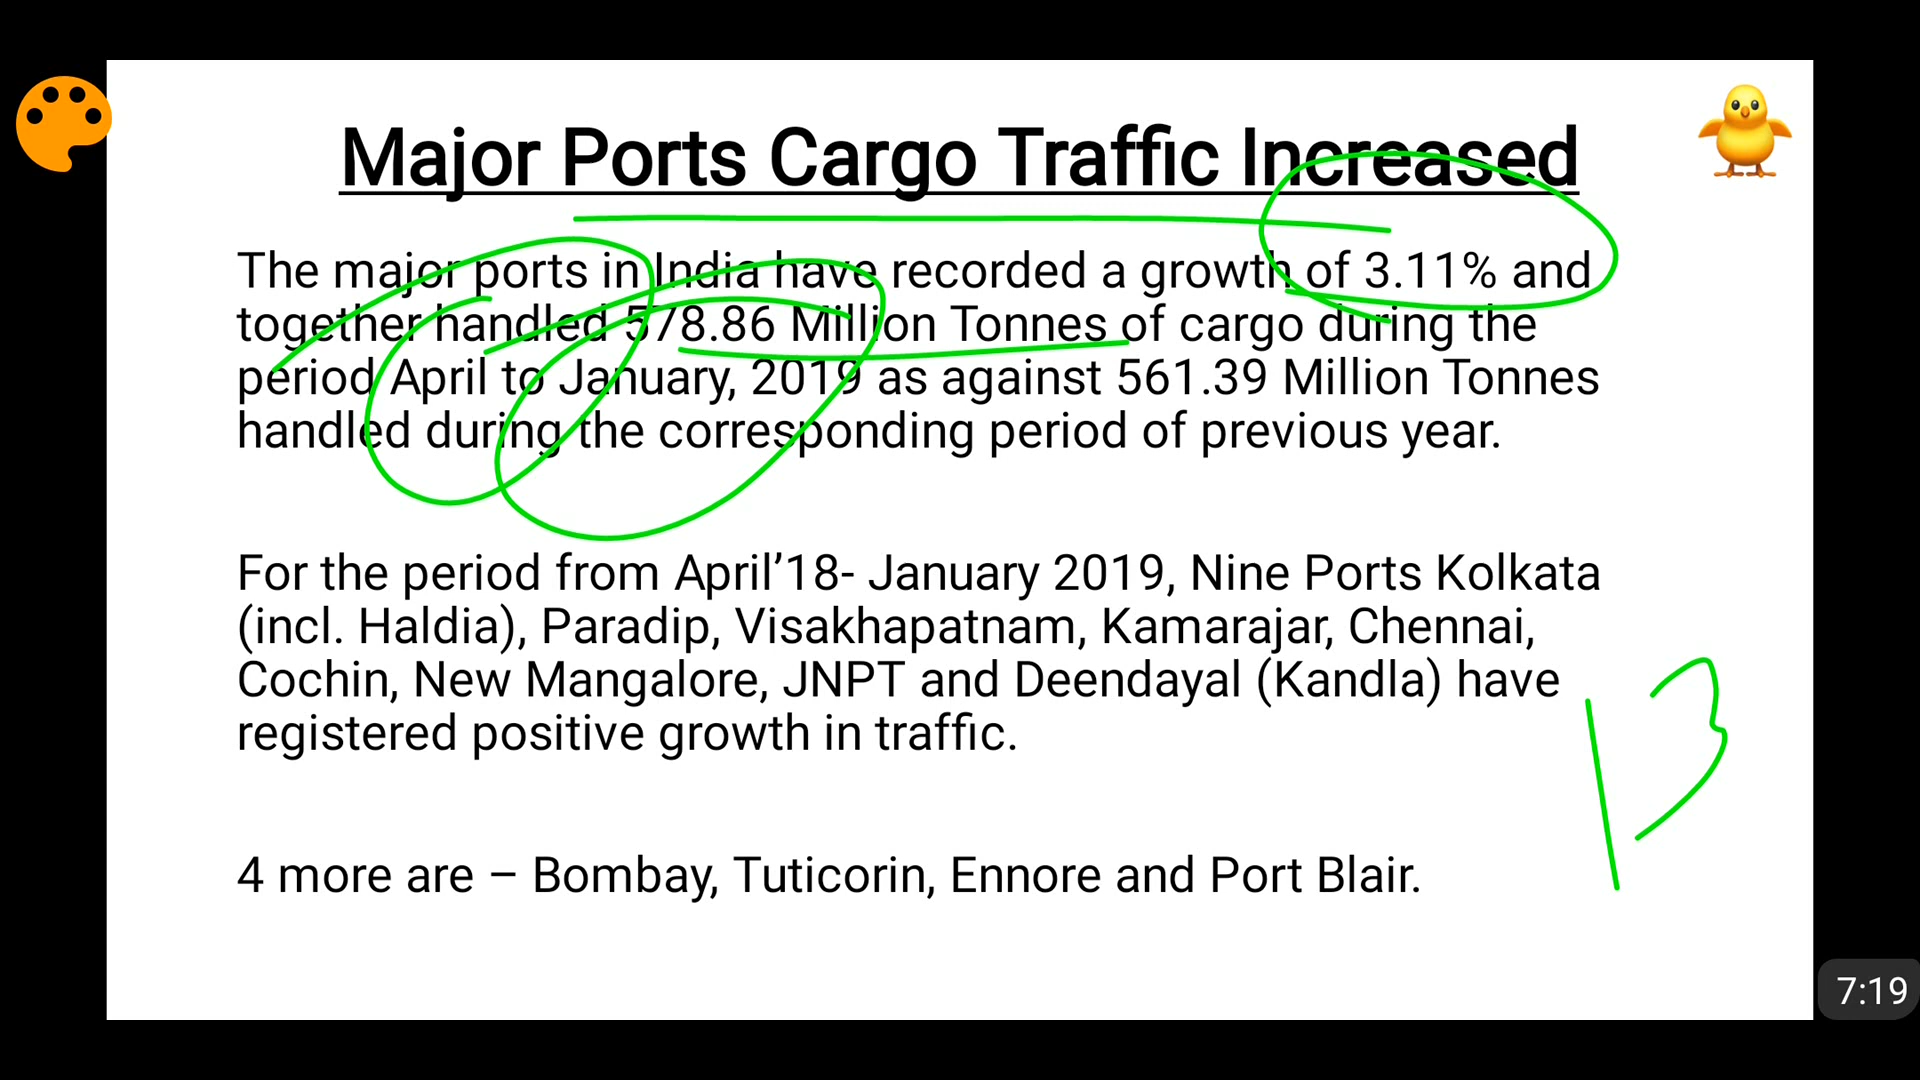 Major Ports Cargo Traffic Increased
The major ports in India have recorded a growth of 3.11% and
together handled 578.86 Million Tonnes of cargo during the
period April to January, 2019 as against 561.39 Million Tonnes
handled during the corresponding period of previous year.
For the period from April’18- January 2019, Nine Ports Kolkata
(incl. Haldia), Paradip, Visakhapatnam, Kamarajar, Chennai,
Cochin, New Mangalore, JNPT and Deendayal (Kandla) have
registered positive growth in traffic.
13
4 more are – Bombay, Tuticorin, Ennore and Port Blair.
7:19